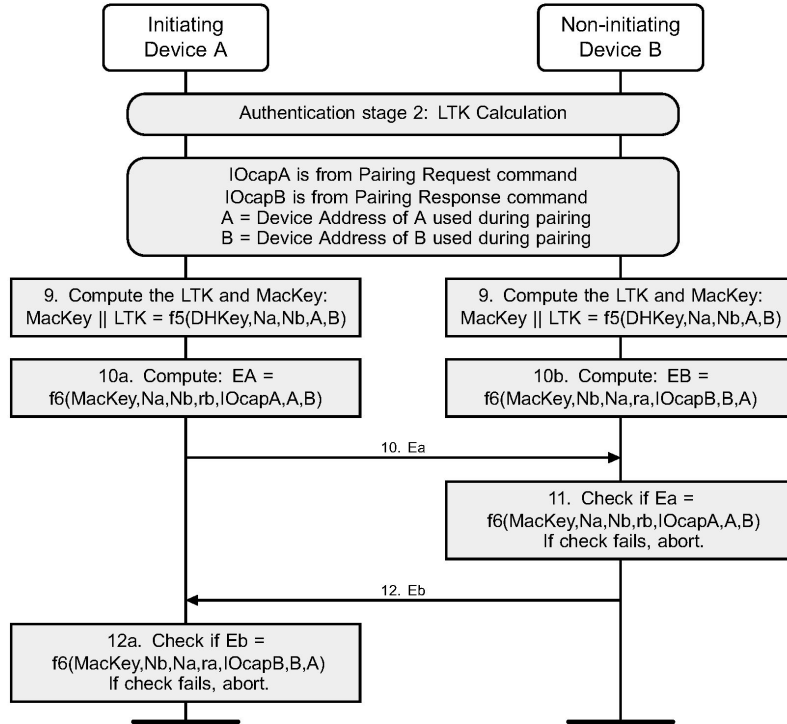 Initiating
Device A
Non-initiating
Device B
Authentication stage 2: LTK Calculation
IOcapA is from Pairing Request command
IOcapB is from Pairing Response command
A = Device Address of A used during pairing
B = Device Address of B used during pairing
9. Compute the LTK and MacKey:
MacKey || LTK = f5(DHKey,Na,Nb,A,B)
9. Compute the LTK and MacKey:
MacKey || LTK = f5(DHKey,Na,Nb,A,B)
10a. Compute: EA =
f6(MacKey,Na,Nb,rb,IOcapA,A,B)
10b. Compute: EB =
f6(MacKey,Nb,Na,ra,IOcapB,B,A)
10. Ea
11. Check if Ea =
f6(MacKey,Na,Nb,rb,IOcapA,A,B)
If check fails, abort.
12. Eb
12a. Check if Eb =
f6(MacKey,Nb,Na,ra,IOcapB,B,A)
If check fails, abort.